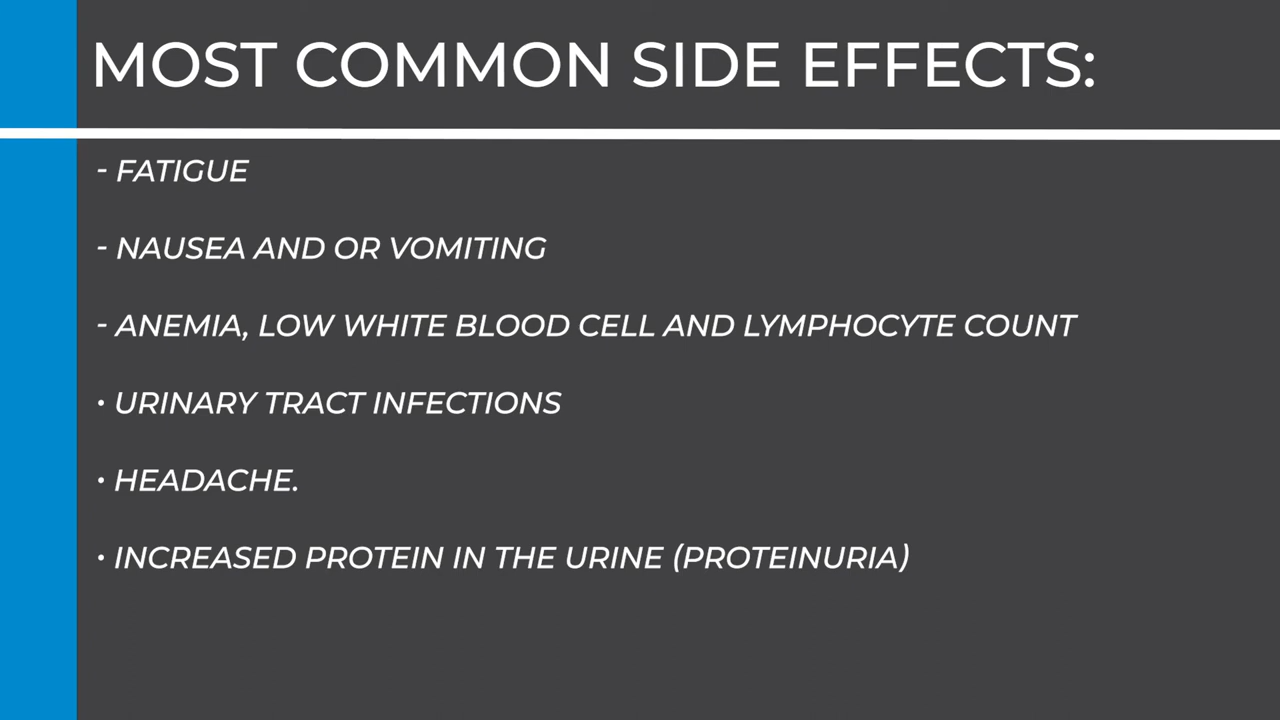 MOST COMMON SIDE EFFECTS:
- FATIGUE
- NAUSEA AND OR VOMITING
- ANEMIA, LOW WHITE BLOOD CELL AND LYMPHOCYTE COUNT
• URINARY TRACT INFECTIONS
• HEADACHE.
• INCREASED PROTEIN IN THE URINE (PROTEINURIA)